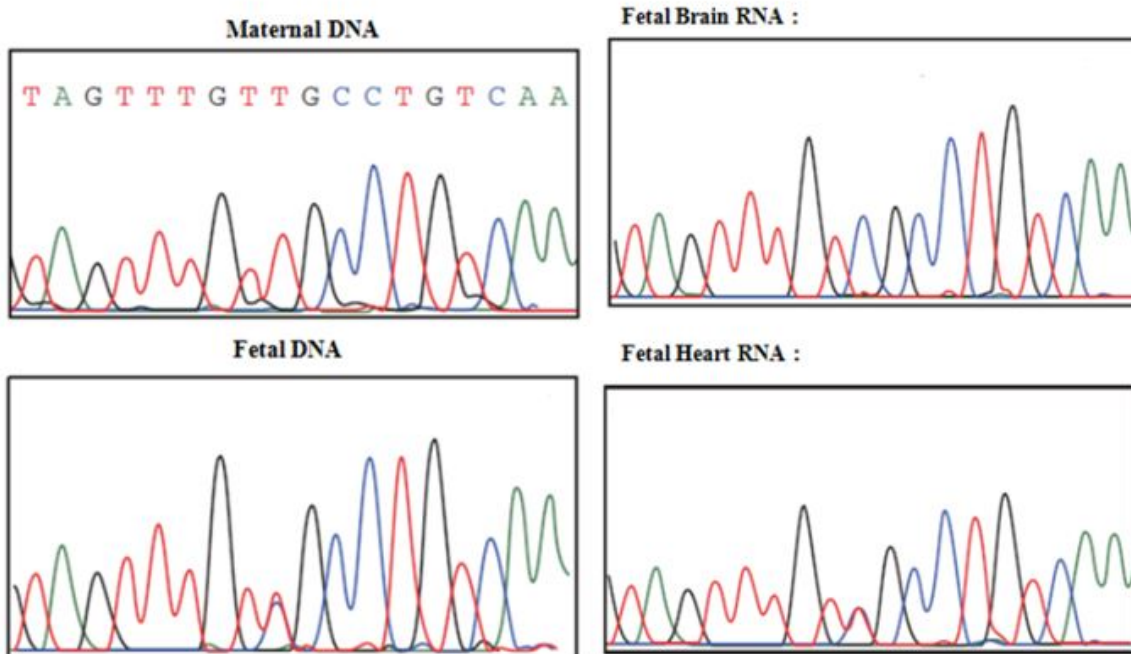 Maternal DNA
T A G T T T G T T G C C T G T C A A
Fetal Brain RNA :
Fetal DNA
Fetal Heart RNA :